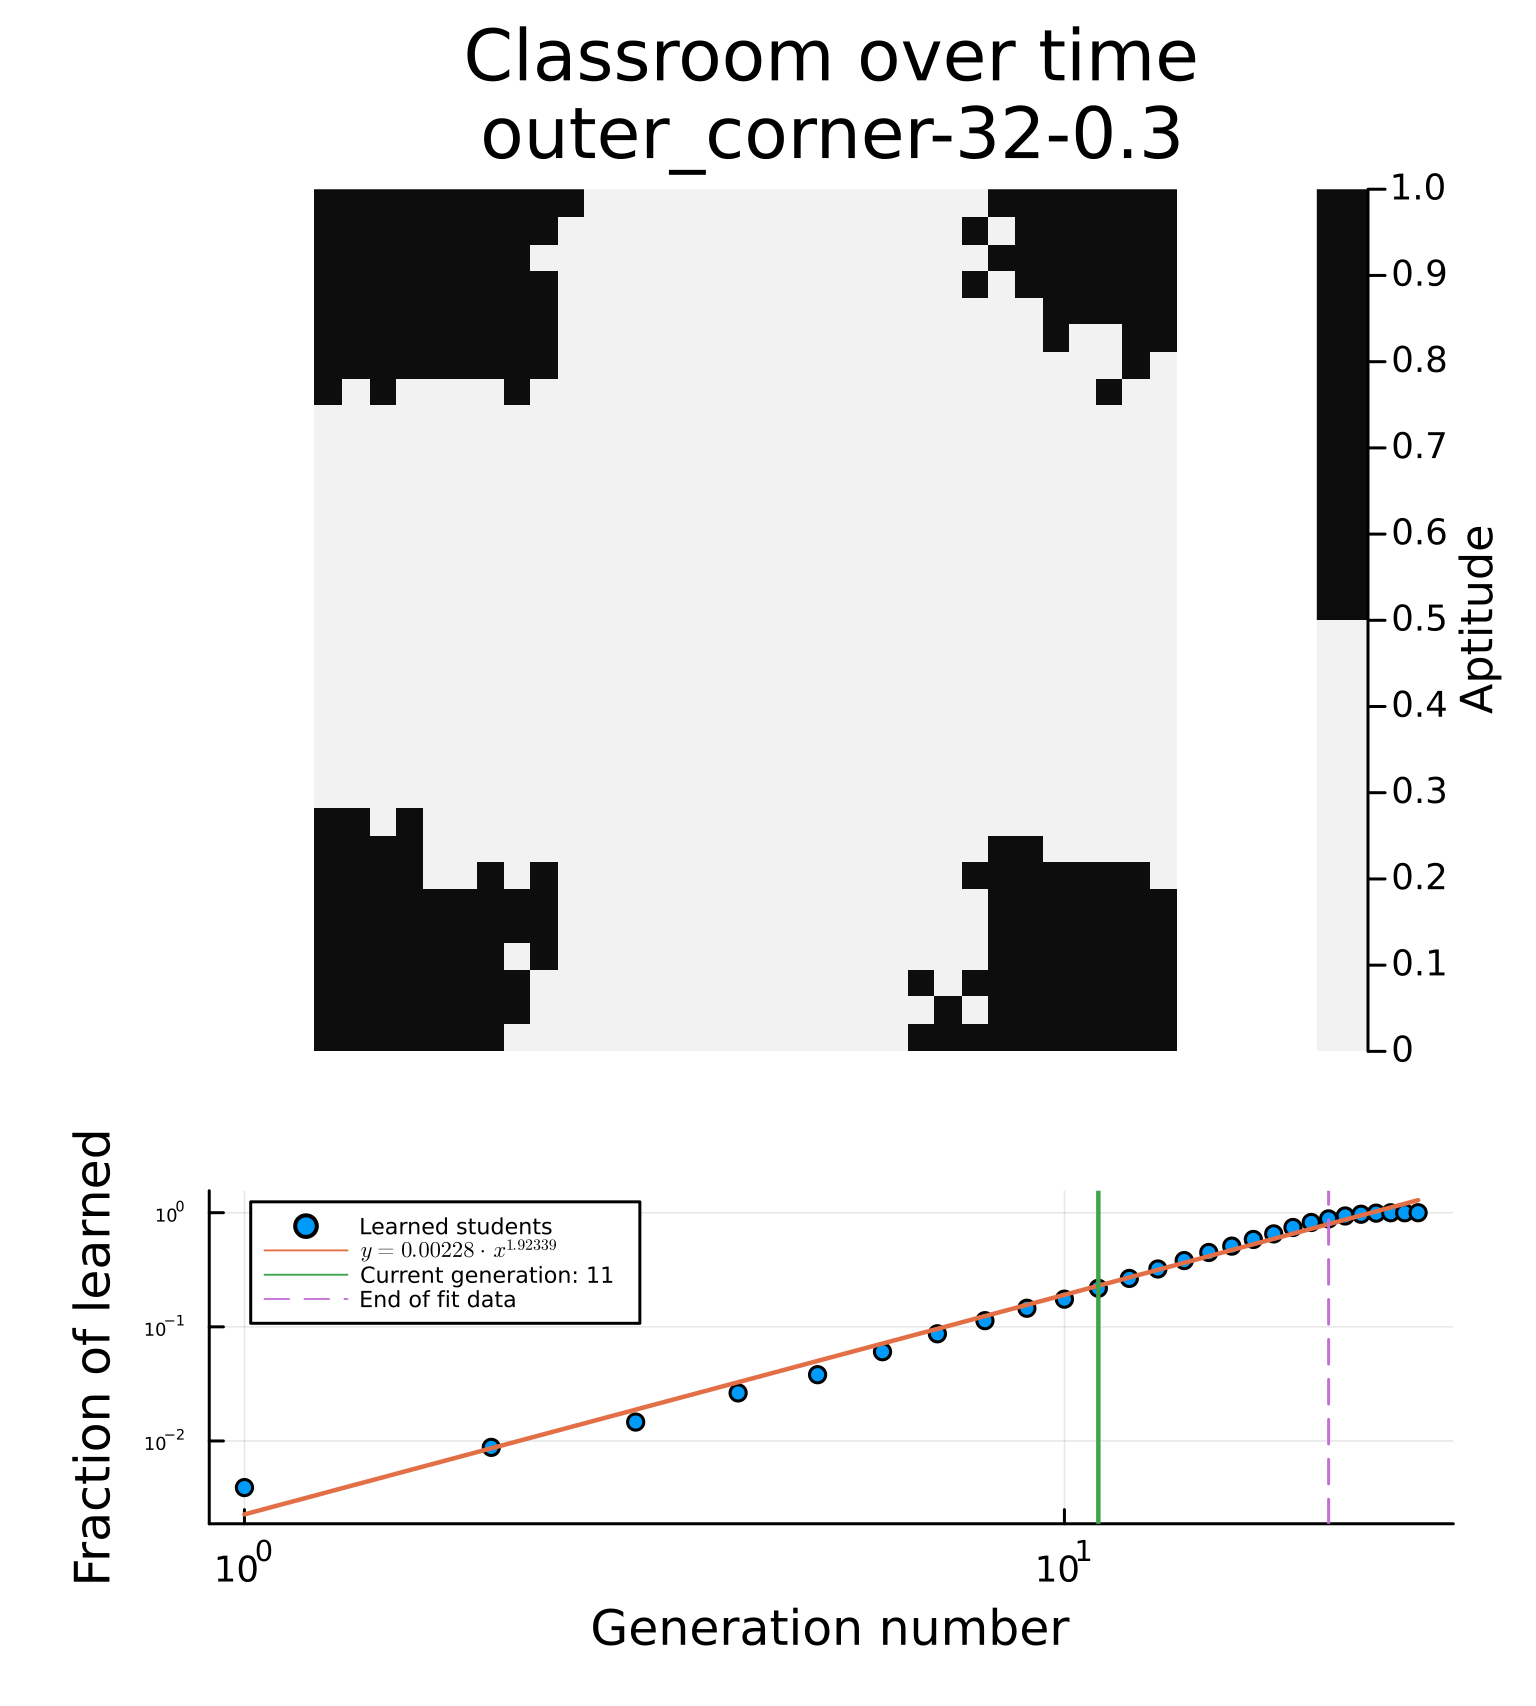 Classroom over time
outer_corner-32-0.3
1.0
0.9
0.8
0.7
0.6
0.5
0.4
0.3
0.2
0.1
0
Aptitude
Fraction of learned
10⁰
10⁻¹
10⁻²
Learned students
y = 0.00228 · x^1.92339
Current generation: 11
End of fit data
10⁰ 10¹
Generation number